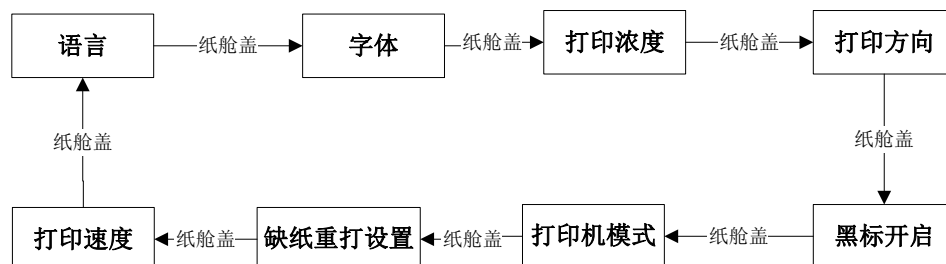 语言
纸舱盖
字体
纸舱盖
打印浓度
纸舱盖
打印方向
纸舱盖
纸舱盖
打印速度
纸舱盖
缺纸重打设置
纸舱盖
打印机模式
纸舱盖
黑标开启